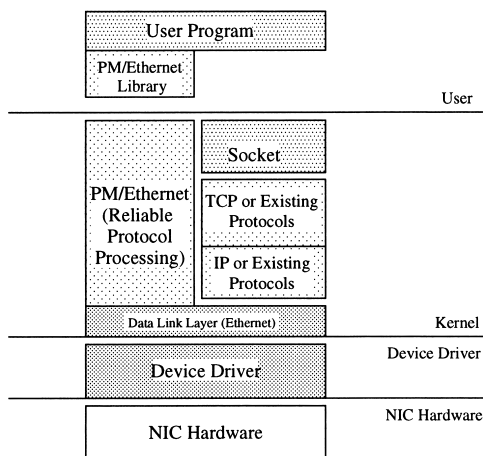 User Program
PM/Ethernet
Library
User
Socket
PM/Ethernet
(Reliable
Protocol
Processing)
TCP or Existing
Protocols
IP or Existing
Protocols
Data Link Layer (Ethernet)
Kernel
Device Driver
Device Driver
NIC Hardware
NIC Hardware